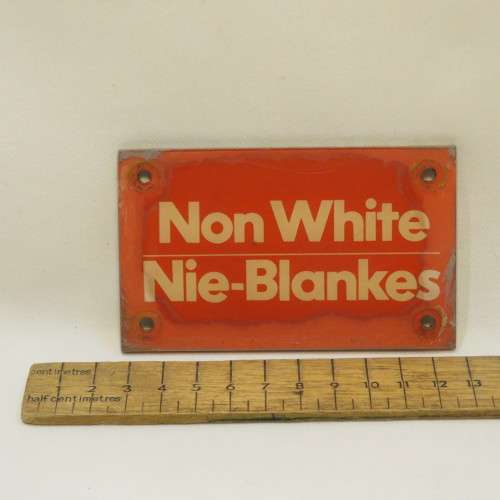 Non White
Nie-Blankes
centimetres
2 3 4 5 6 7 8 9 10 11 12 13
half centimetres